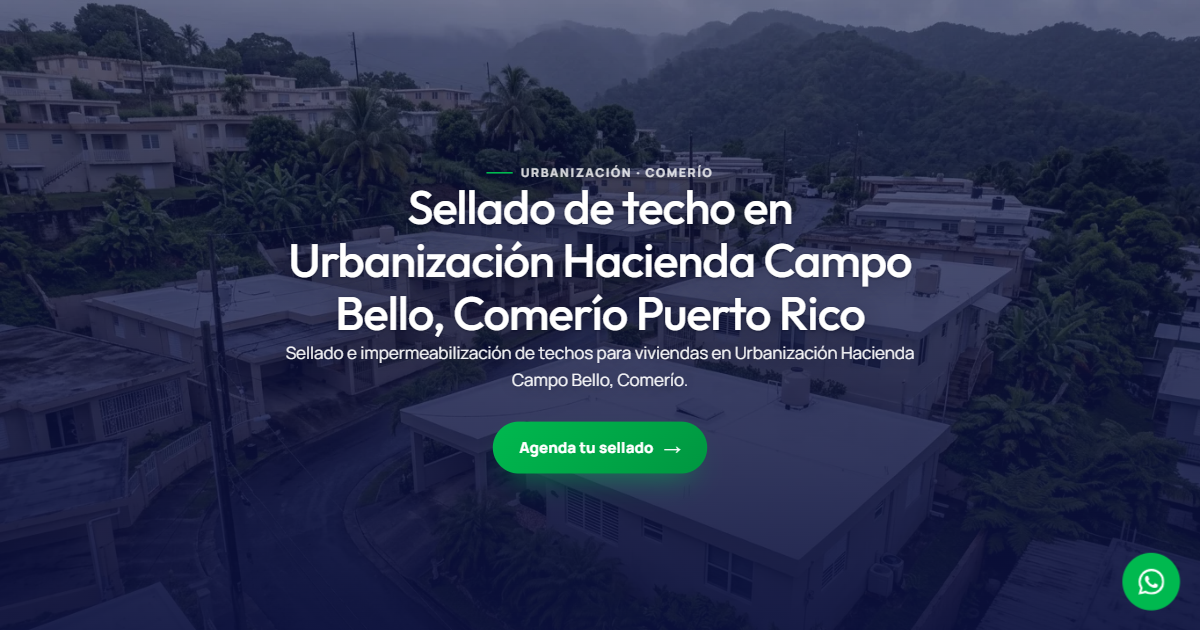 URBANIZACIÓN · COMERÍO
Sellado de techo en
Urbanización Hacienda Campo
Bello, Comerío Puerto Rico
Sellado e impermeabilización de techos para viviendas en Urbanización Hacienda
Campo Bello, Comerío.
Agenda tu sellado →